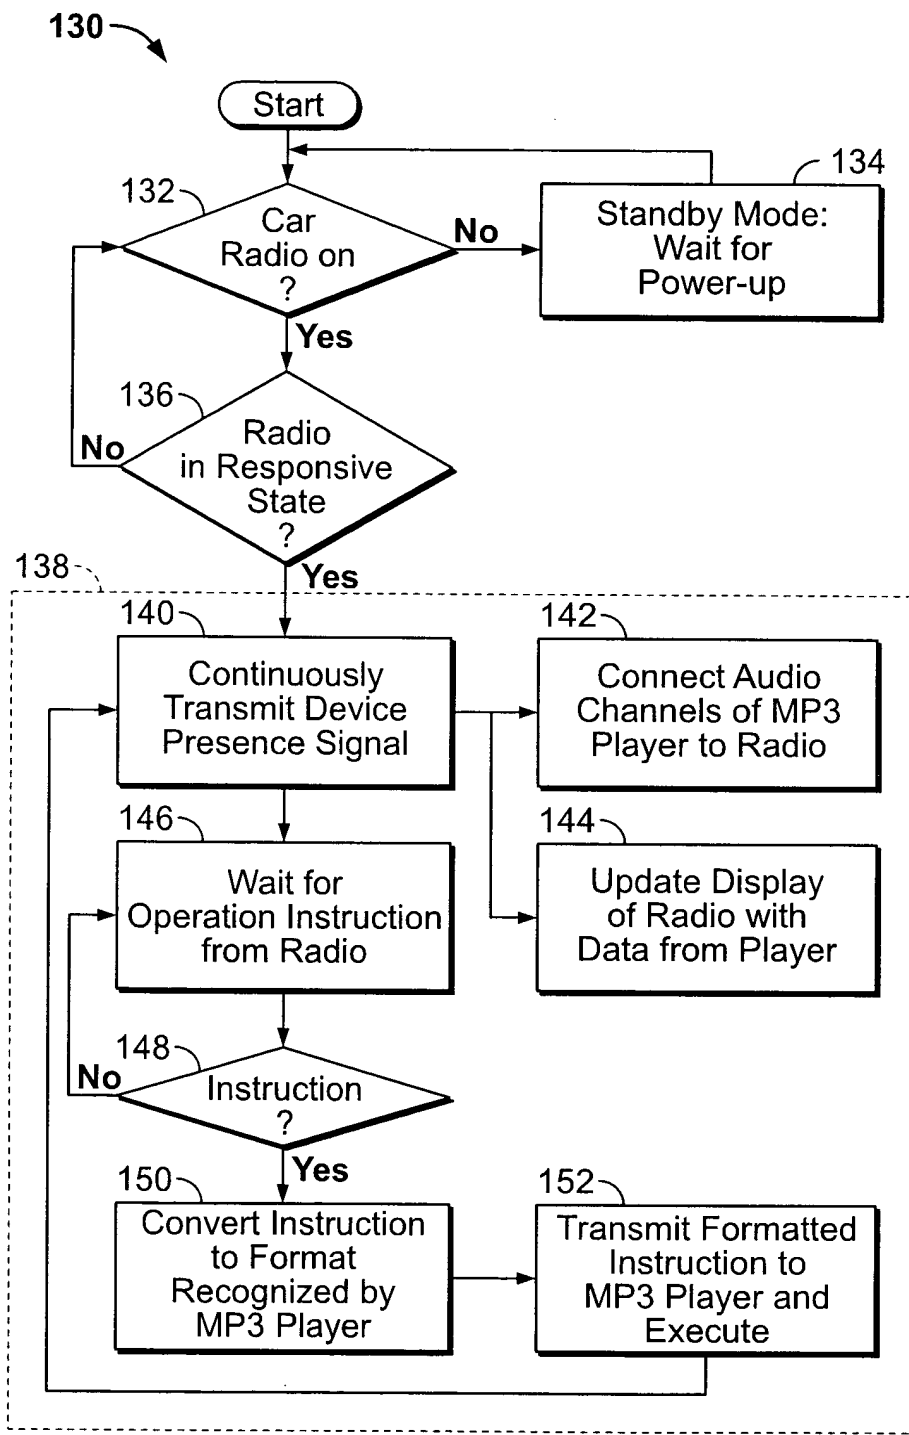 130
Start
132
Car
Radio on
?
No
134
Standby Mode:
Wait for
Power-up
Yes
136
Radio
in Responsive
State
?
No
Yes
138
140
Continuously
Transmit Device
Presence Signal
142
Connect Audio
Channels of MP3
Player to Radio
144
Update Display
of Radio with
Data from Player
146
Wait for
Operation Instruction
from Radio
148
Instruction
?
No
Yes
150
Convert Instruction
to Format
Recognized by
MP3 Player
152
Transmit Formatted
Instruction to
MP3 Player and
Execute